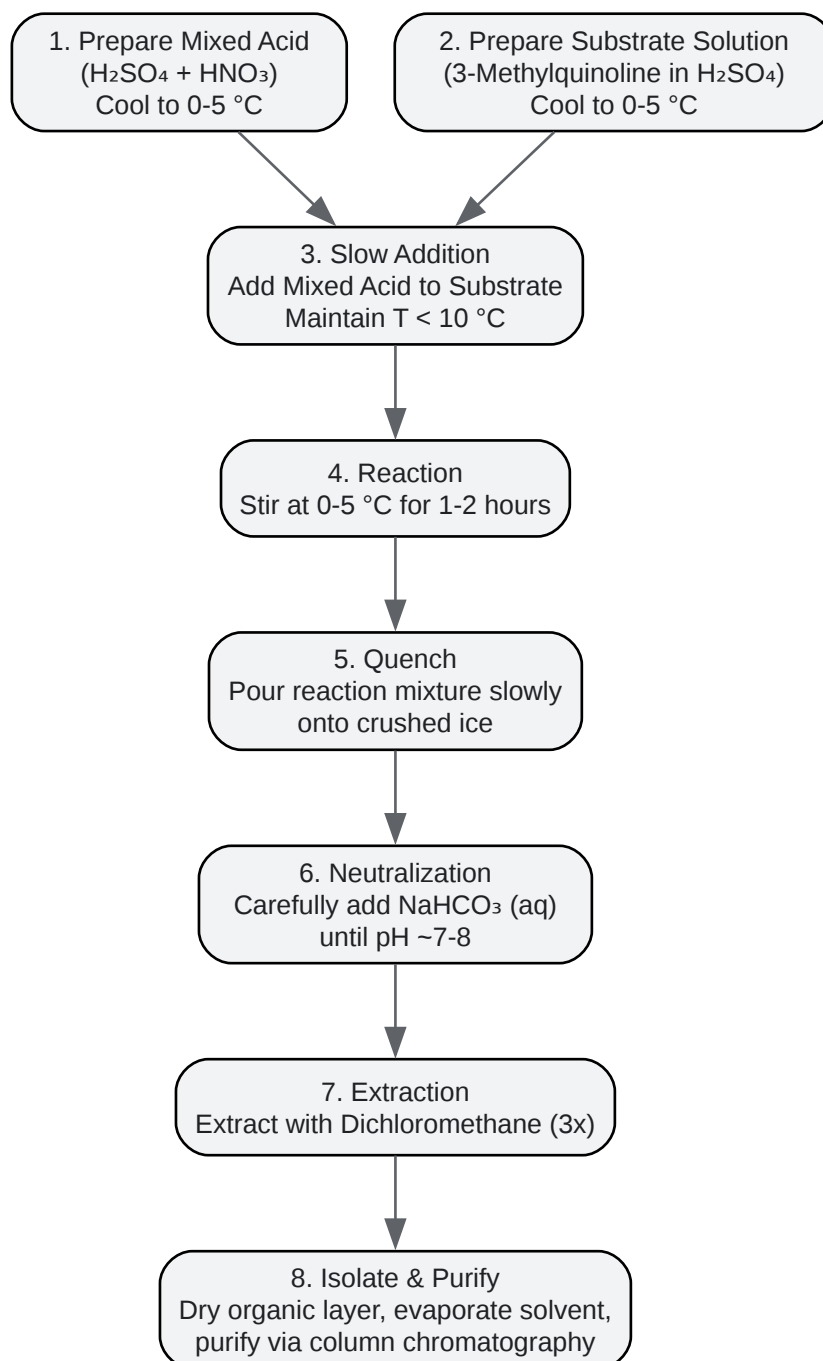 1. Prepare Mixed Acid
(H₂SO₄ + HNO₃)
Cool to 0-5 °C
2. Prepare Substrate Solution
(3-Methylquinoline in H₂SO₄)
Cool to 0-5 °C
3. Slow Addition
Add Mixed Acid to Substrate
Maintain T < 10 °C
4. Reaction
Stir at 0-5 °C for 1-2 hours
5. Quench
Pour reaction mixture slowly
onto crushed ice
6. Neutralization
Carefully add NaHCO₃ (aq)
until pH ~7-8
7. Extraction
Extract with Dichloromethane (3x)
8. Isolate & Purify
Dry organic layer, evaporate solvent,
purify via column chromatography